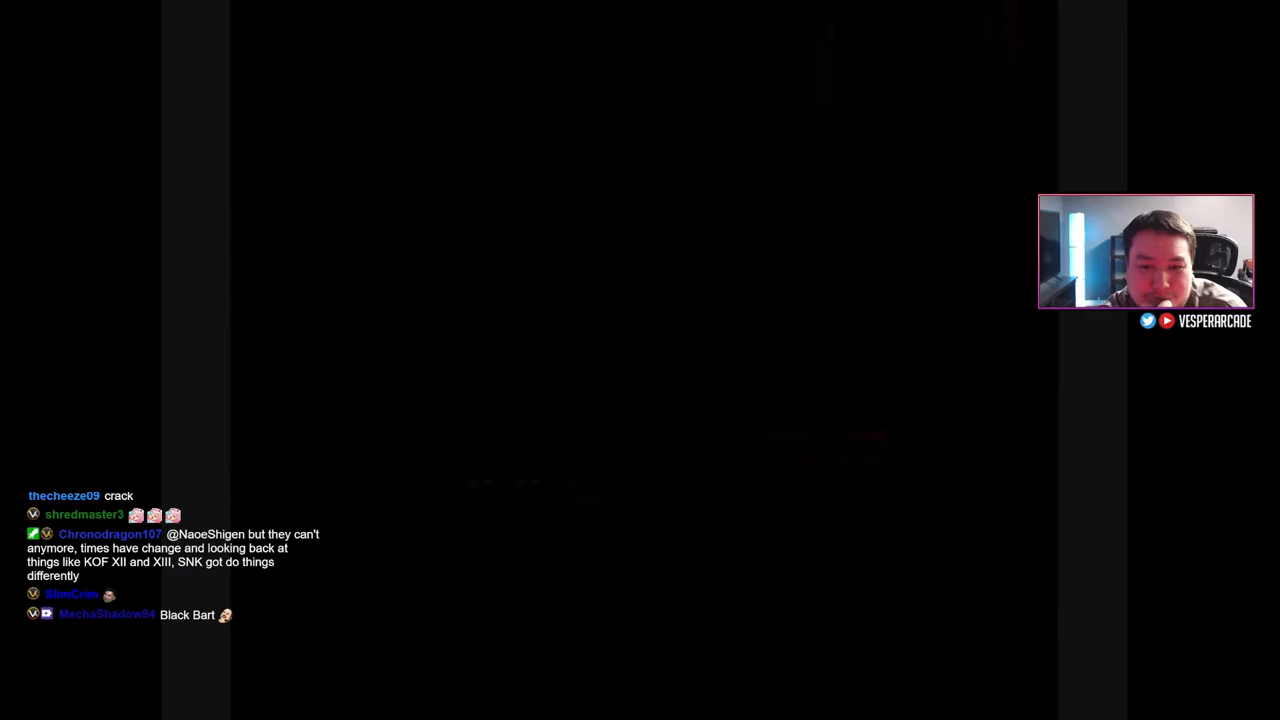 VESPERARCADE
thecheeze09 crack
shredmaster3
Chronodragon107 @NaoeShigen but they can't
anymore, times have change and looking back at
things like KOF XII and XIII, SNK got do things
differently
SlimCrim
MechaShadow84 Black Bart